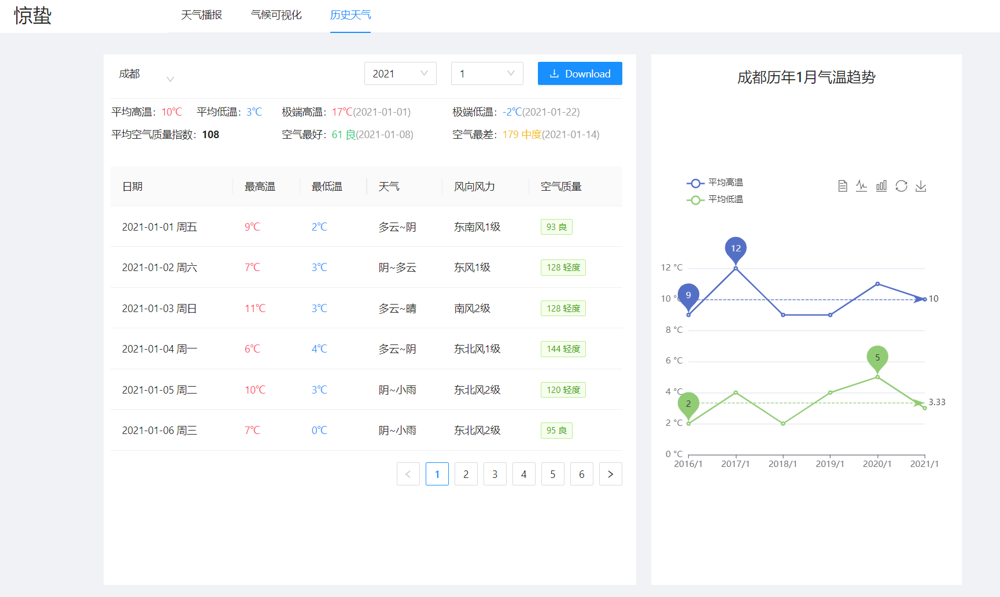 惊蛰
天气播报 气候可视化 历史天气
成都 2021 1 Download
平均高温：10℃ 平均低温：3℃ 极端高温：17℃(2021-01-01) 极端低温：-2℃(2021-01-22)
平均空气质量指数：108 空气最好：61 良(2021-01-08) 空气最差：179 中度(2021-01-14)
日期 最高温 最低温 天气 风向风力 空气质量
2021-01-01 周五 9℃ 2℃ 多云~阴 东南风1级 93 良
2021-01-02 周六 7℃ 3℃ 阴~多云 东风1级 128 轻度
2021-01-03 周日 11℃ 3℃ 多云~晴 南风2级 128 轻度
2021-01-04 周一 6℃ 4℃ 多云~阴 东北风1级 144 轻度
2021-01-05 周二 10℃ 3℃ 阴~小雨 东北风2级 120 轻度
2021-01-06 周三 7℃ 0℃ 阴~小雨 东北风2级 95 良
< 1 2 3 4 5 6 >
成都历年1月气温趋势
平均高温
平均低温
12
12 °C
9
10 °C 10
8 °C
6 °C
5
4 °C
2
3.33
2 °C
0 °C
2016/1 2017/1 2018/1 2019/1 2020/1 2021/1